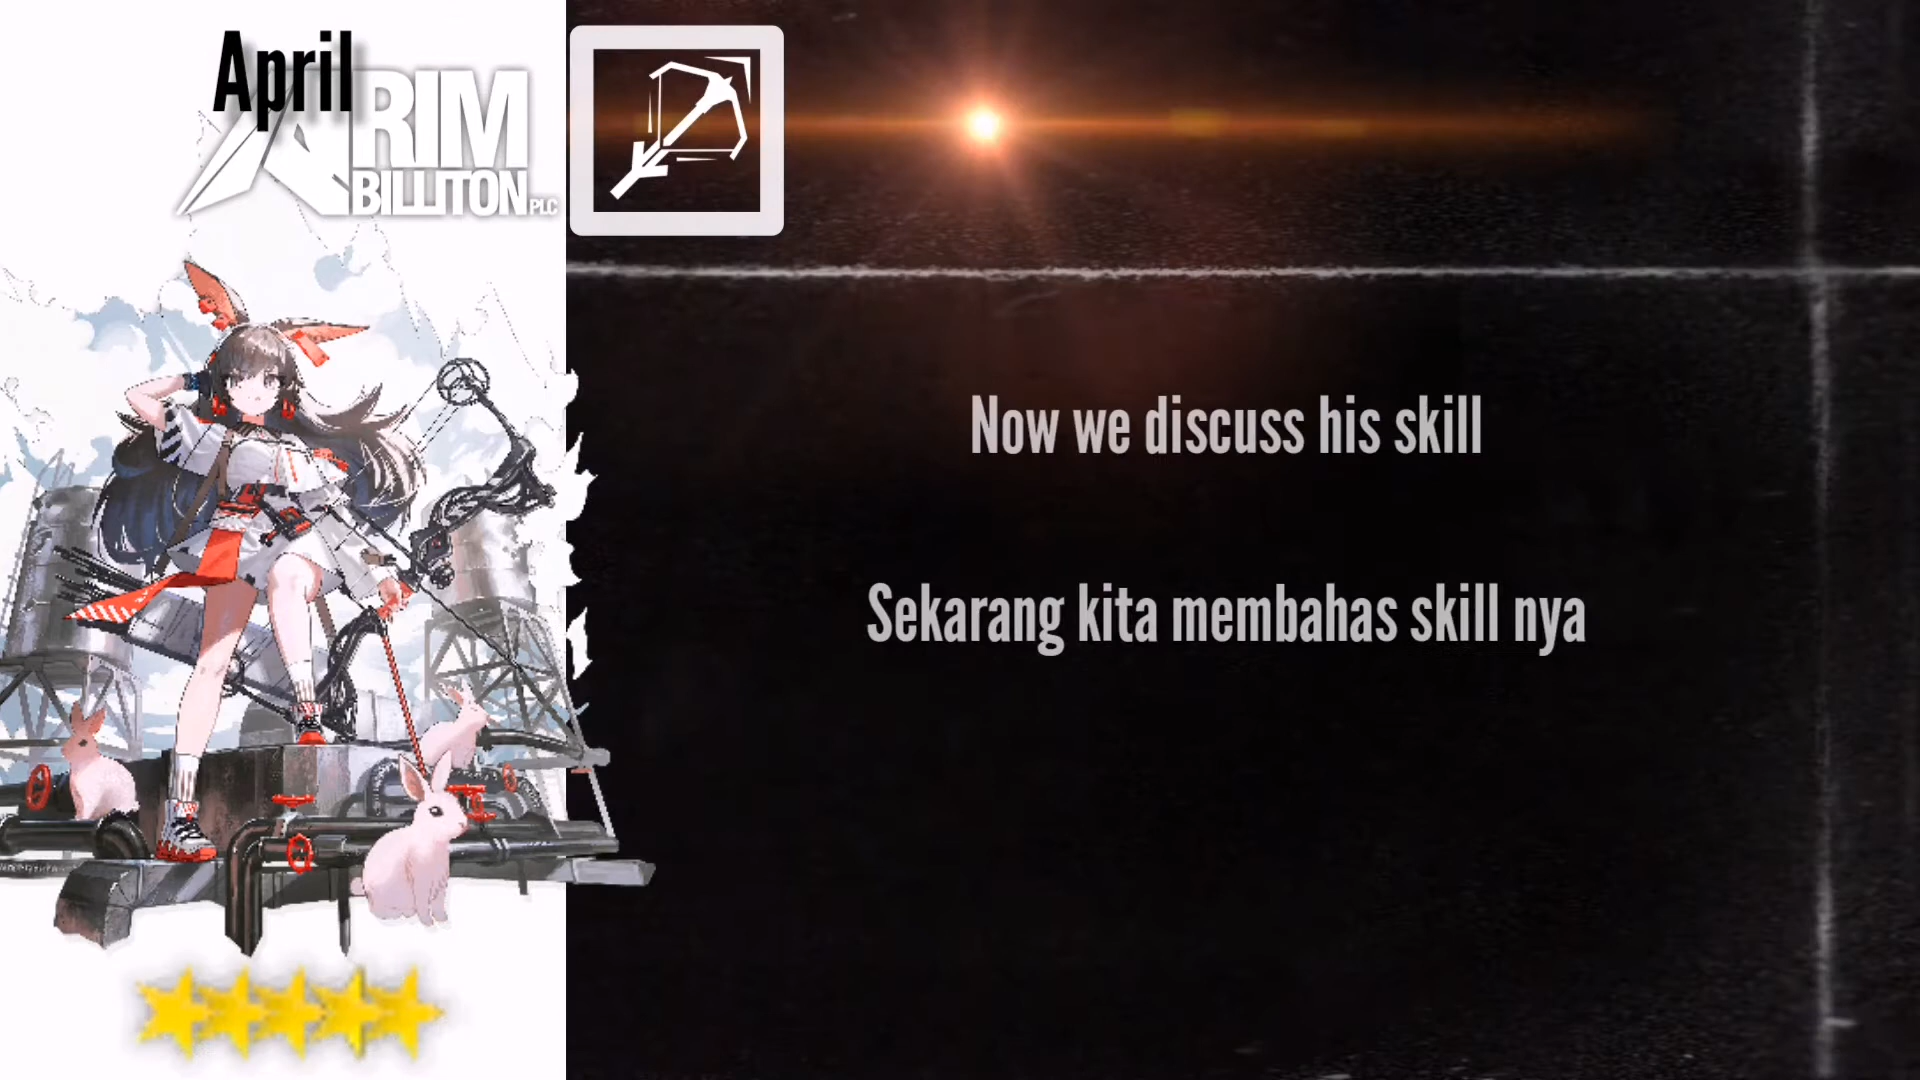 April
RIM
BILLITON PLC
Now we discuss his skill
Sekarang kita membahas skill nya